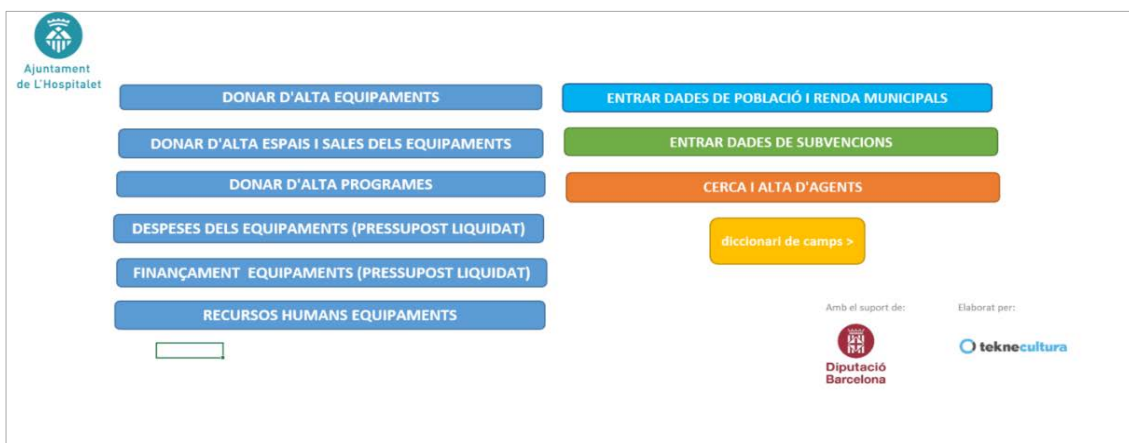 Ajuntament
de L'Hospitalet
DONAR D'ALTA EQUIPAMENTS
DONAR D'ALTA ESPAIS I SALES DELS EQUIPAMENTS
DONAR D'ALTA PROGRAMES
DESPESES DELS EQUIPAMENTS (PRESSUPOST LIQUIDAT)
FINANÇAMENT  EQUIPAMENTS (PRESSUPOST LIQUIDAT)
RECURSOS HUMANS EQUIPAMENTS
ENTRAR DADES DE POBLACIÓ I RENDA MUNICIPALS
ENTRAR DADES DE SUBVENCIONS
CERCA I ALTA D'AGENTS
diccionari de camps >
Amb el suport de:
Diputació
Barcelona
Elaborat per:
teknecultura